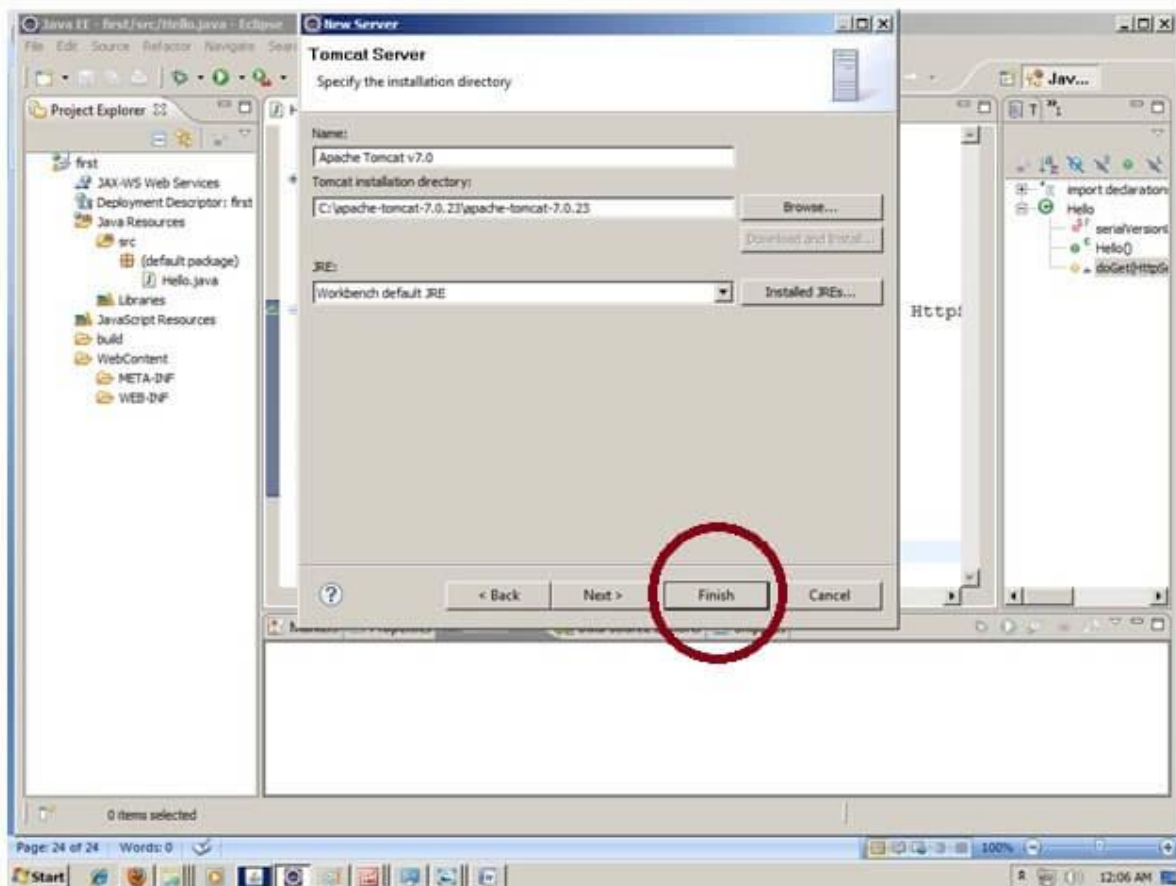 Java EE - first/src/Hello.java - Eclipse
File Edit Source Refactor Navigate
New Server
Tomcat Server
Specify the installation directory
Name:
Apache Tomcat v7.0
Tomcat installation directory:
C:\apache-tomcat-7.0.23\apache-tomcat-7.0.23
Browse...
Download and Install...
JRE:
Workbench default JRE
Installed JREs...
< Back
Next >
Finish
Cancel
Project Explorer
first
JAX-WS Web Services
Deployment Descriptor: first
Java Resources
src
(default package)
Hello.java
Libraries
JavaScript Resources
build
WebContent
META-INF
WEB-INF
Jav...
import declaration
Hello
serialVersion
Hello()
doGet(HttpS
Http
0 items selected
Page: 24 of 24
Words: 0
100%
Start
12:06 AM